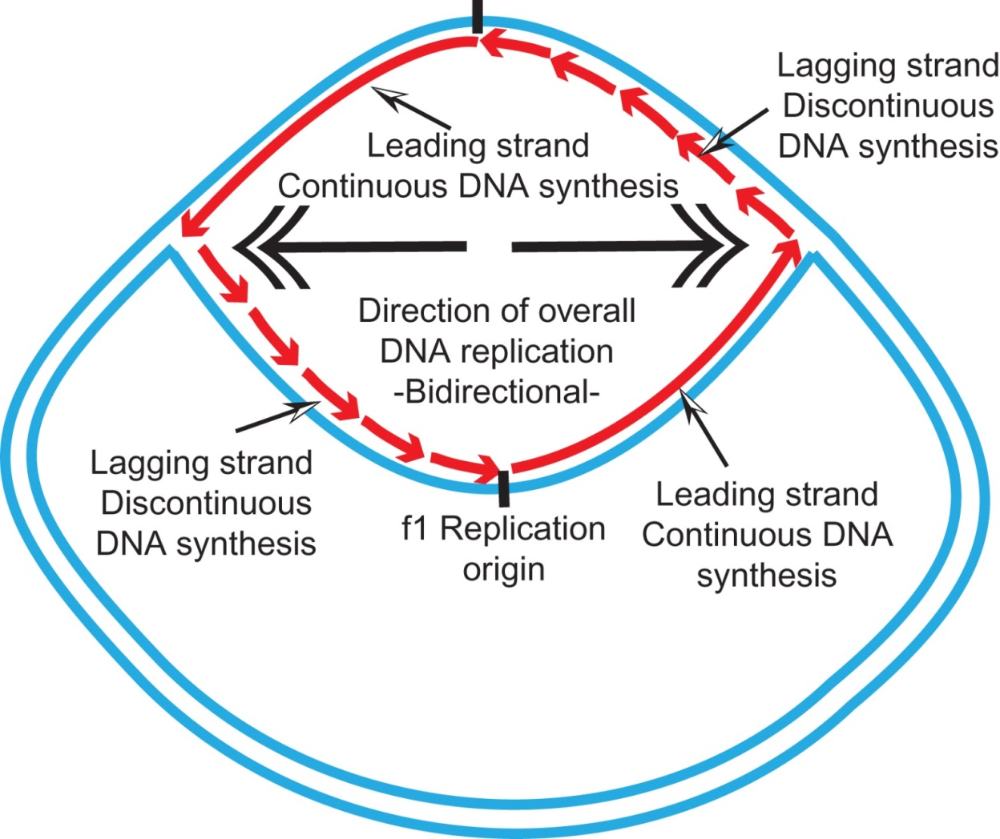 Lagging strand
Discontinuous
DNA synthesis
Leading strand
Continuous DNA synthesis
Direction of overall
DNA replication
-Bidirectional-
Lagging strand
Discontinuous
DNA synthesis
f1 Replication
origin
Leading strand
Continuous DNA
synthesis